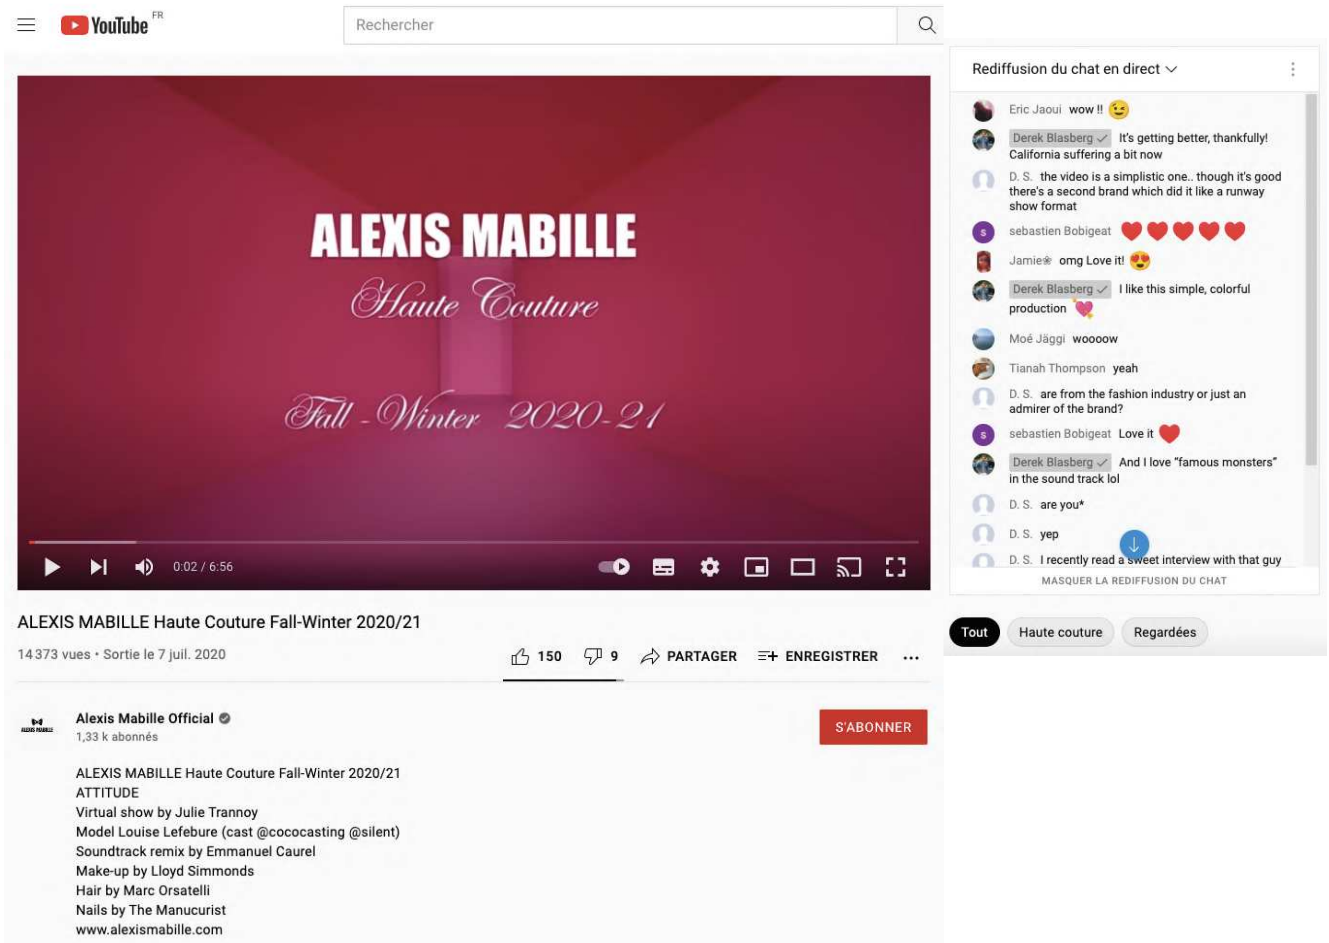 YouTube FR
Rechercher
ALEXIS MABILLE
Haute Couture
Fall - Winter 2020-21
0:02 / 6:56
ALEXIS MABILLE Haute Couture Fall-Winter 2020/21
14 373 vues • Sortie le 7 juil. 2020
150
9
PARTAGER
ENREGISTRER
ALEXIS MABILLE
Alexis Mabille Official
1,33 k abonnés
S'ABONNER
ALEXIS MABILLE Haute Couture Fall-Winter 2020/21
ATTITUDE
Virtual show by Julie Trannoy
Model Louise Lefebure (cast @cococasting @silent)
Soundtrack remix by Emmanuel Caurel
Make-up by Lloyd Simmonds
Hair by Marc Orsatelli
Nails by The Manucurist
www.alexismabille.com
Rediffusion du chat en direct
Eric Jaoui wow !! 😉
Derek Blasberg ✓ It's getting better, thankfully!
California suffering a bit now
D. S. the video is a simplistic one.. though it's good
there's a second brand which did it like a runway
show format
s
sebastien Bobigeat ❤️❤️❤️❤️❤️
Jamie❀ omg Love it! 😍
Derek Blasberg ✓ I like this simple, colorful
production 💘
Moé Jäggi woooow
Tianah Thompson yeah
D. S. are from the fashion industry or just an
admirer of the brand?
s
sebastien Bobigeat Love it ❤️
Derek Blasberg ✓ And I love “famous monsters”
in the sound track lol
D. S. are you*
D. S. yep
D. S. I recently read a sweet interview with that guy
MASQUER LA REDIFFUSION DU CHAT
Tout
Haute couture
Regardées